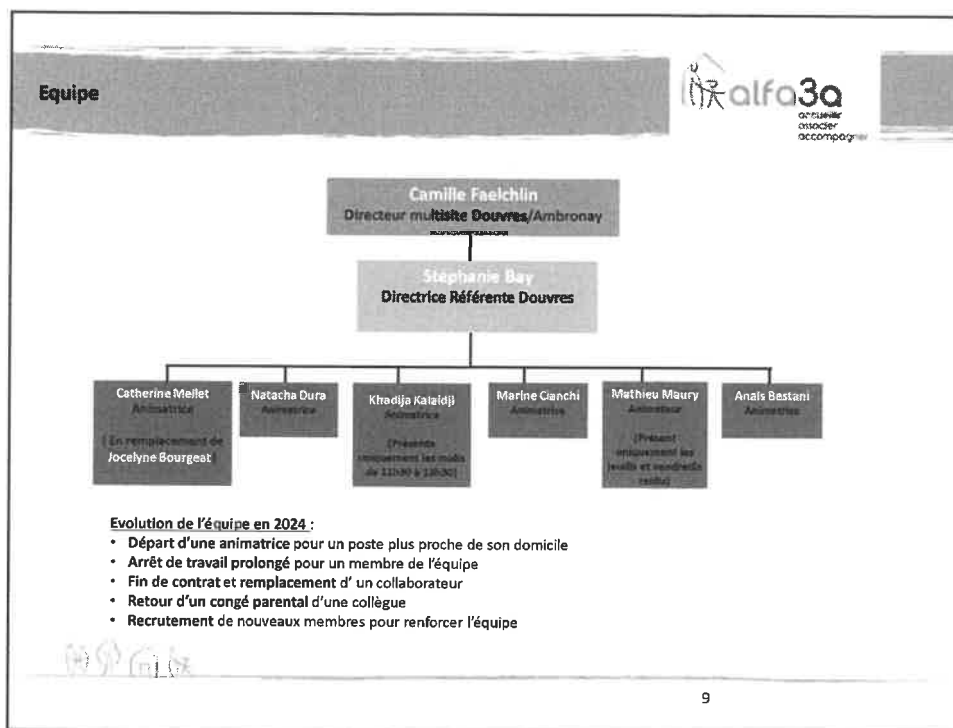 Equipe
alfa3a
accueillir
associer
accompagner
Camille Faelchlin
Directeur multisite Douvres/Ambronay
Stéphanie Bay
Directrice Référente Douvres
Catherine Mellet
Animatrice
( En remplacement de
Jocelyne Bourgeat)
Natacha Dura
Animatrice
Khadija Kalaidji
Animatrice
(Présente
uniquement les midis
de 11h30 à 13h30)
Marine Cianchi
Animatrice
Mathieu Maury
Animateur
(Présent
uniquement les
jeudis et vendredis
Anaïs Bestani
Animatrice
Evolution de l'équipe en 2024 :
• Départ d'une animatrice pour un poste plus proche de son domicile
• Arrêt de travail prolongé pour un membre de l'équipe
• Fin de contrat et remplacement d' un collaborateur
• Retour d'un congé parental d'une collègue
• Recrutement de nouveaux membres pour renforcer l'équipe
9